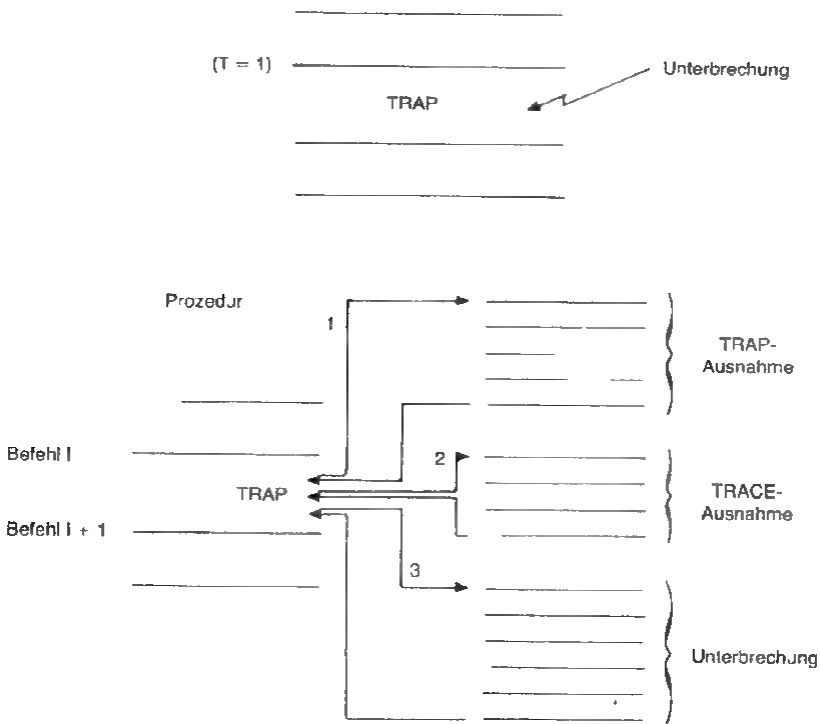 (T = 1)
Unterbrechung
TRAP
Prozedur
1
TRAP-
Ausnahme
Befehl I
2
TRAP
TRACE-
Ausnahme
Befehl I + 1
3
Unterbrechung